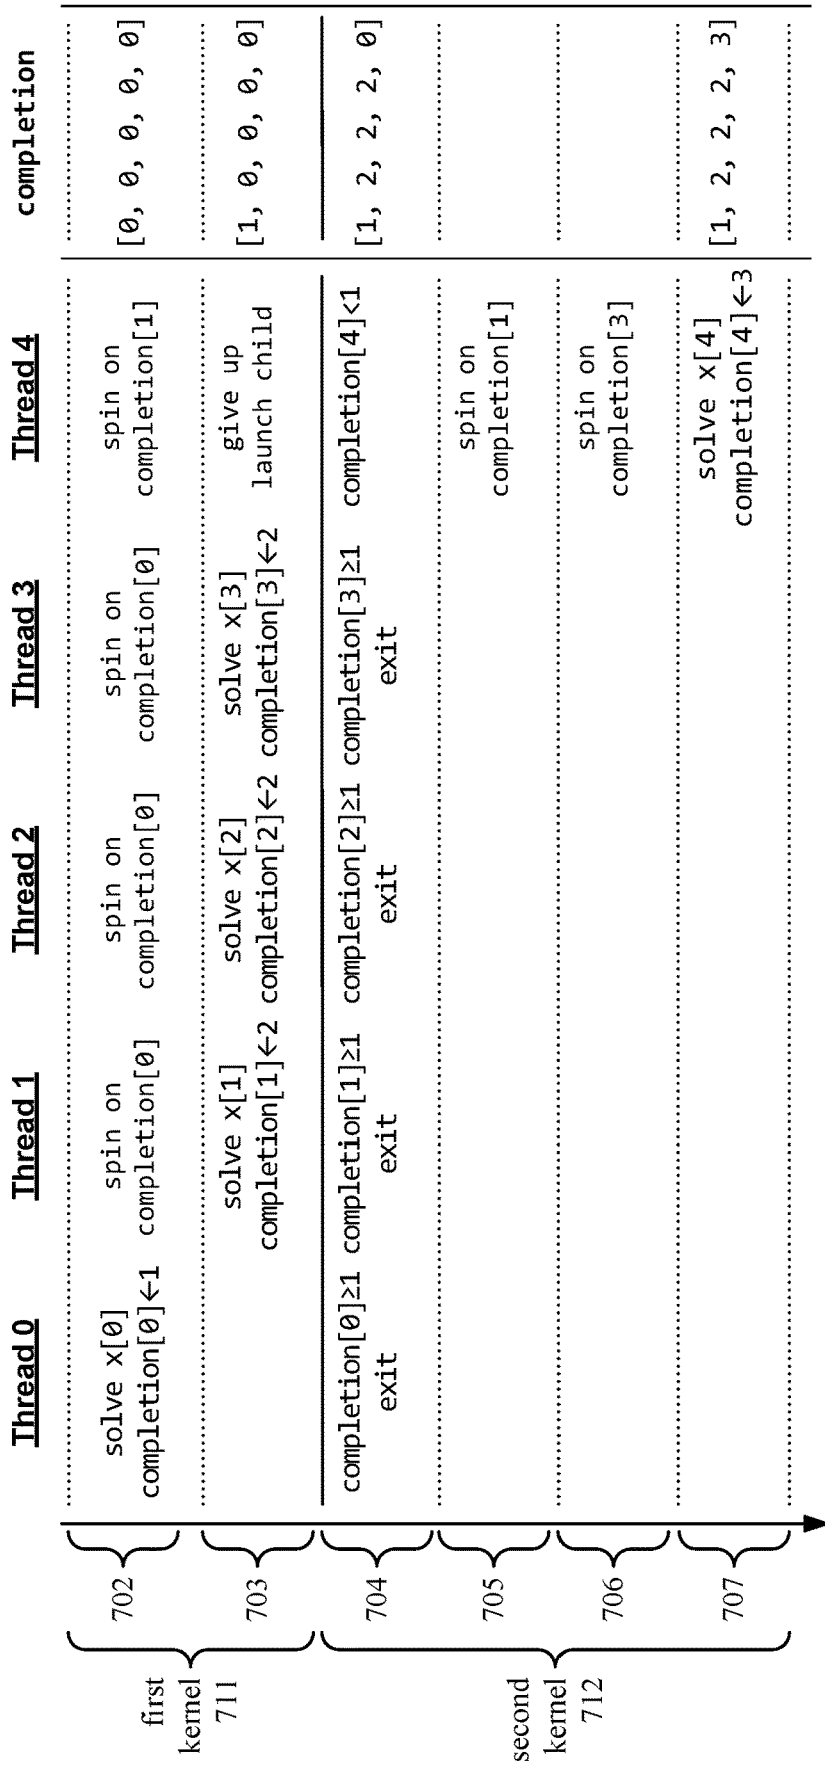 Thread 0
Thread 1
Thread 2
Thread 3
Thread 4
completion
first
kernel
711
702
solve x[0]
completion[0]←1
spin on
completion[0]
spin on
completion[0]
spin on
completion[0]
spin on
completion[1]
[0, 0, 0, 0, 0]
703
solve x[1]
completion[1]←2
solve x[2]
completion[2]←2
solve x[3]
completion[3]←2
give up
launch child
[1, 0, 0, 0, 0]
second
kernel
712
704
completion[0]≥1
exit
completion[1]≥1
exit
completion[2]≥1
exit
completion[3]≥1
exit
completion[4]<1
[1, 2, 2, 2, 0]
705
spin on
completion[1]
706
spin on
completion[3]
707
solve x[4]
completion[4]←3
[1, 2, 2, 2, 3]